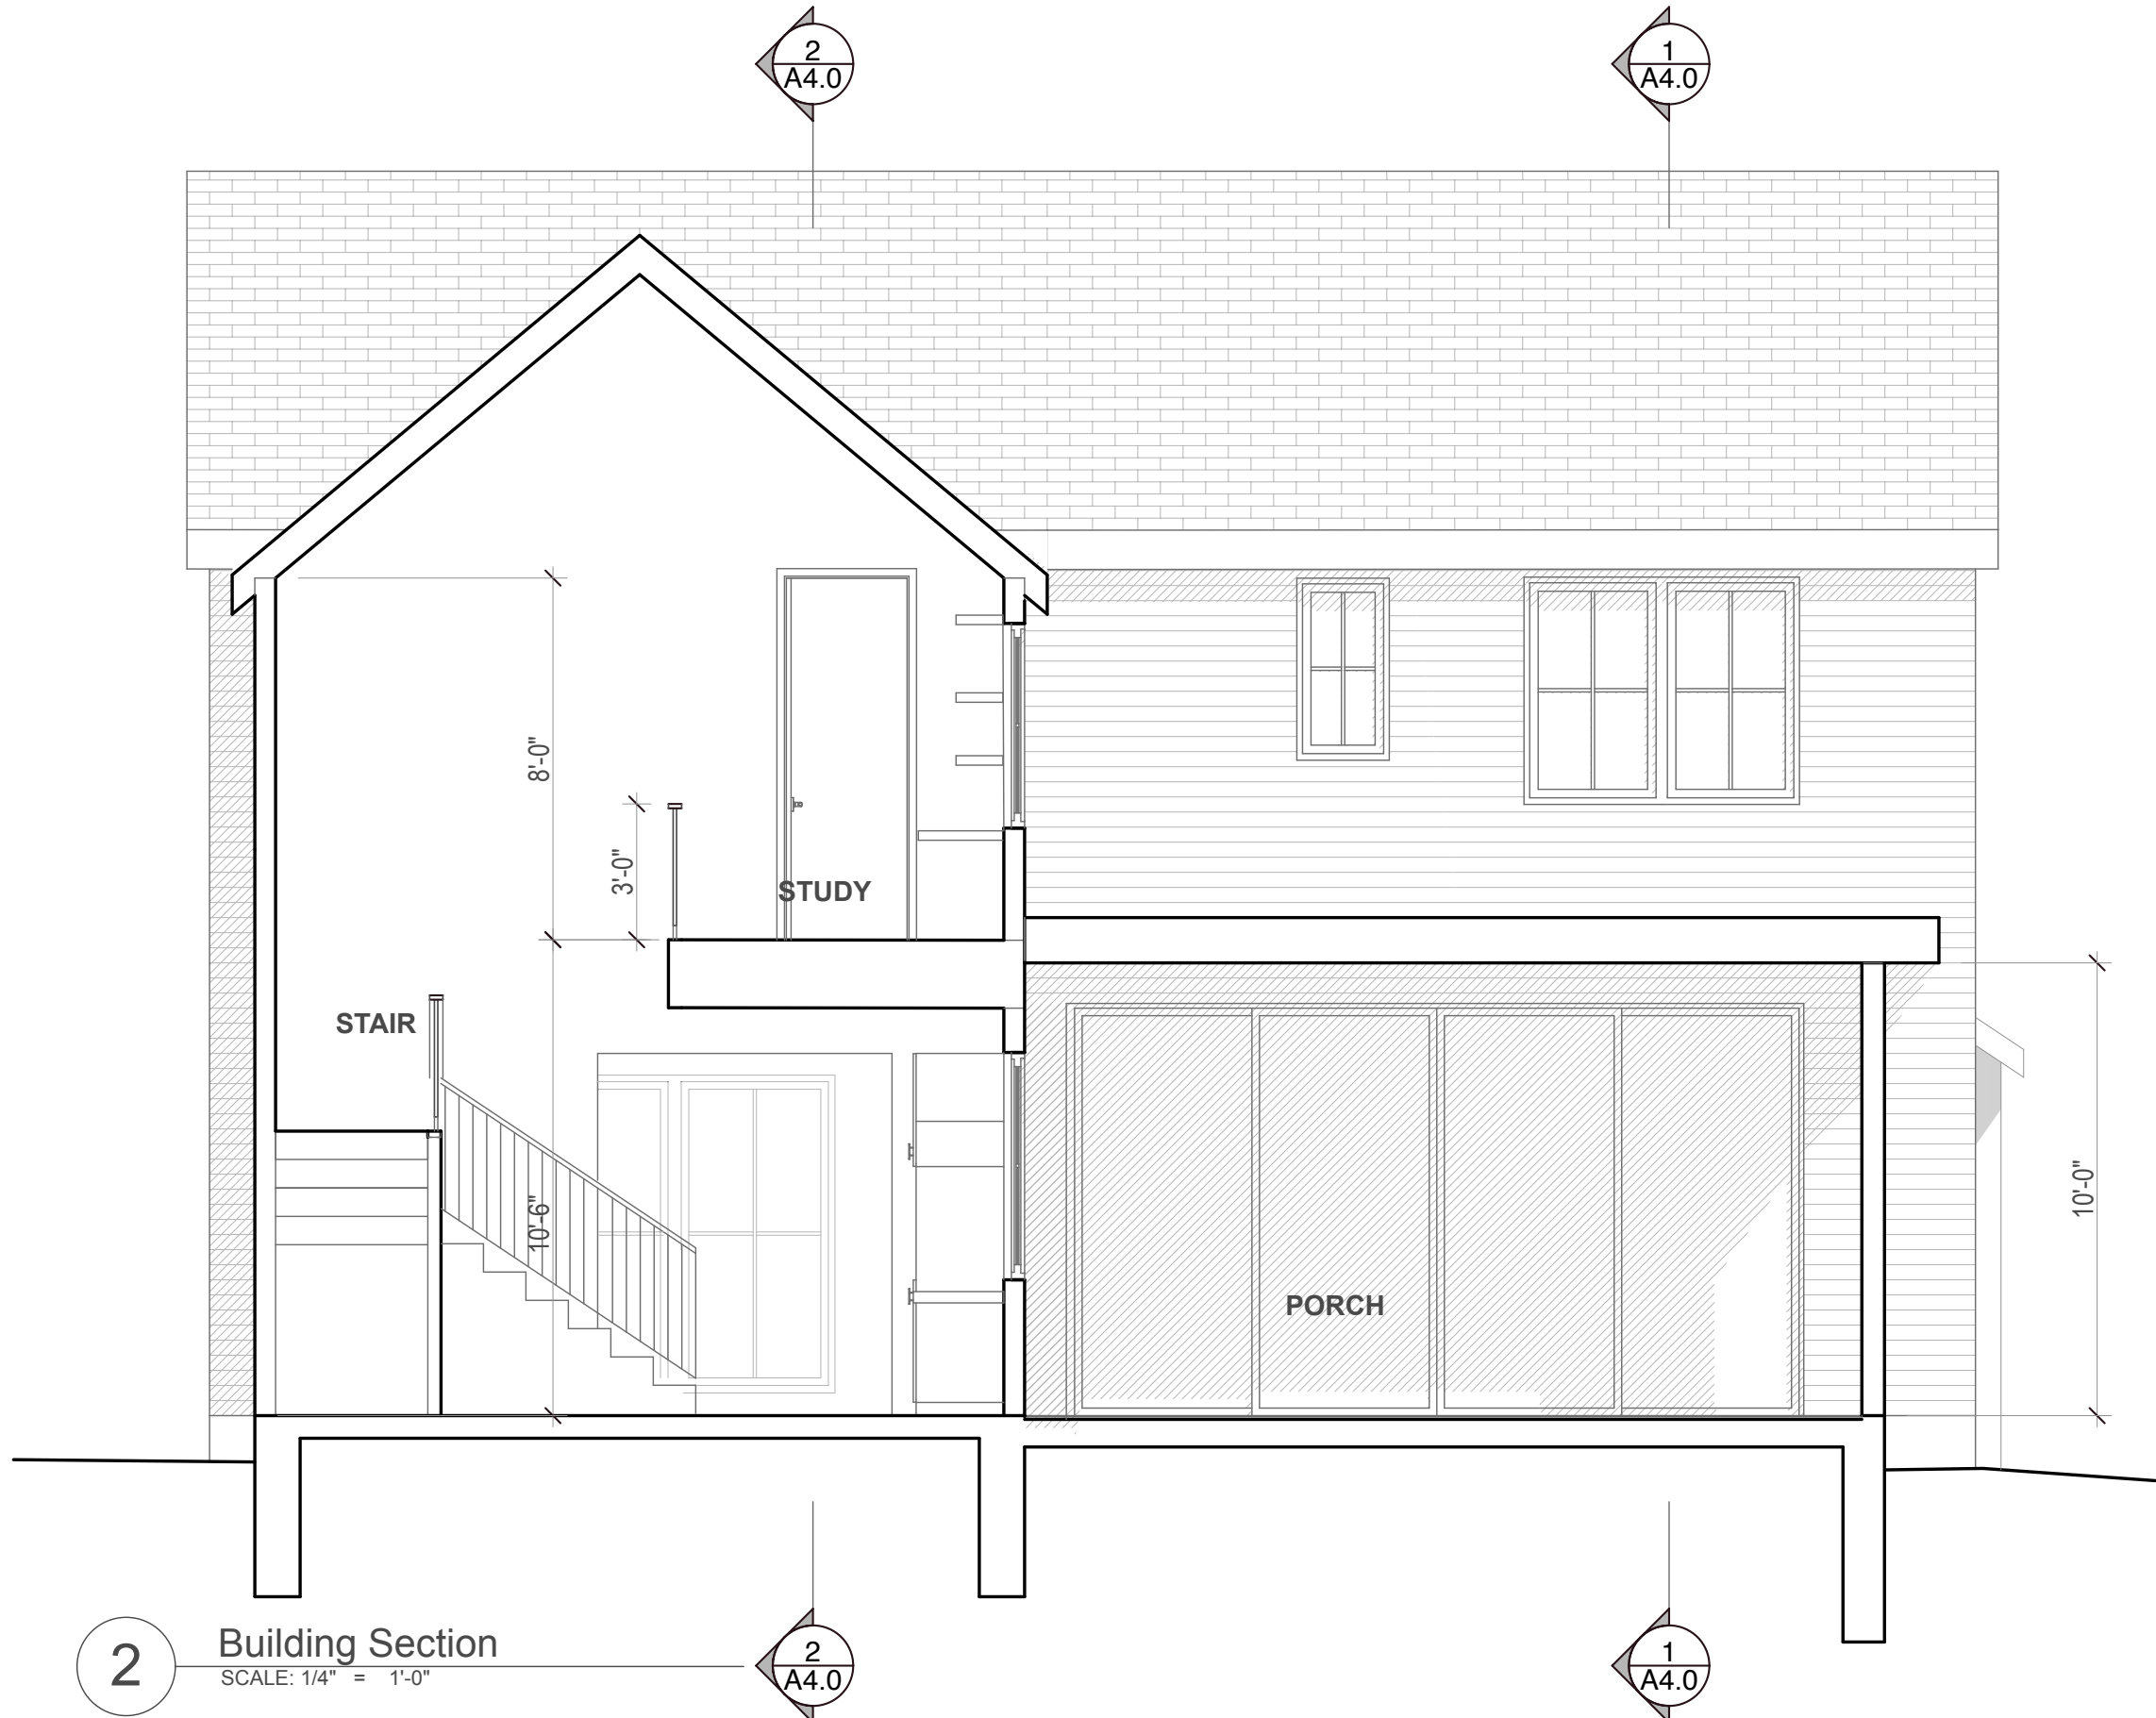 2
A4.0
1
A4.0
8'-0"
3'-0"
STUDY
STAIR
10'-6"
10'-0"
PORCH
2
Building Section
SCALE: 1/4" = 1'-0"
2
A4.0
1
A4.0